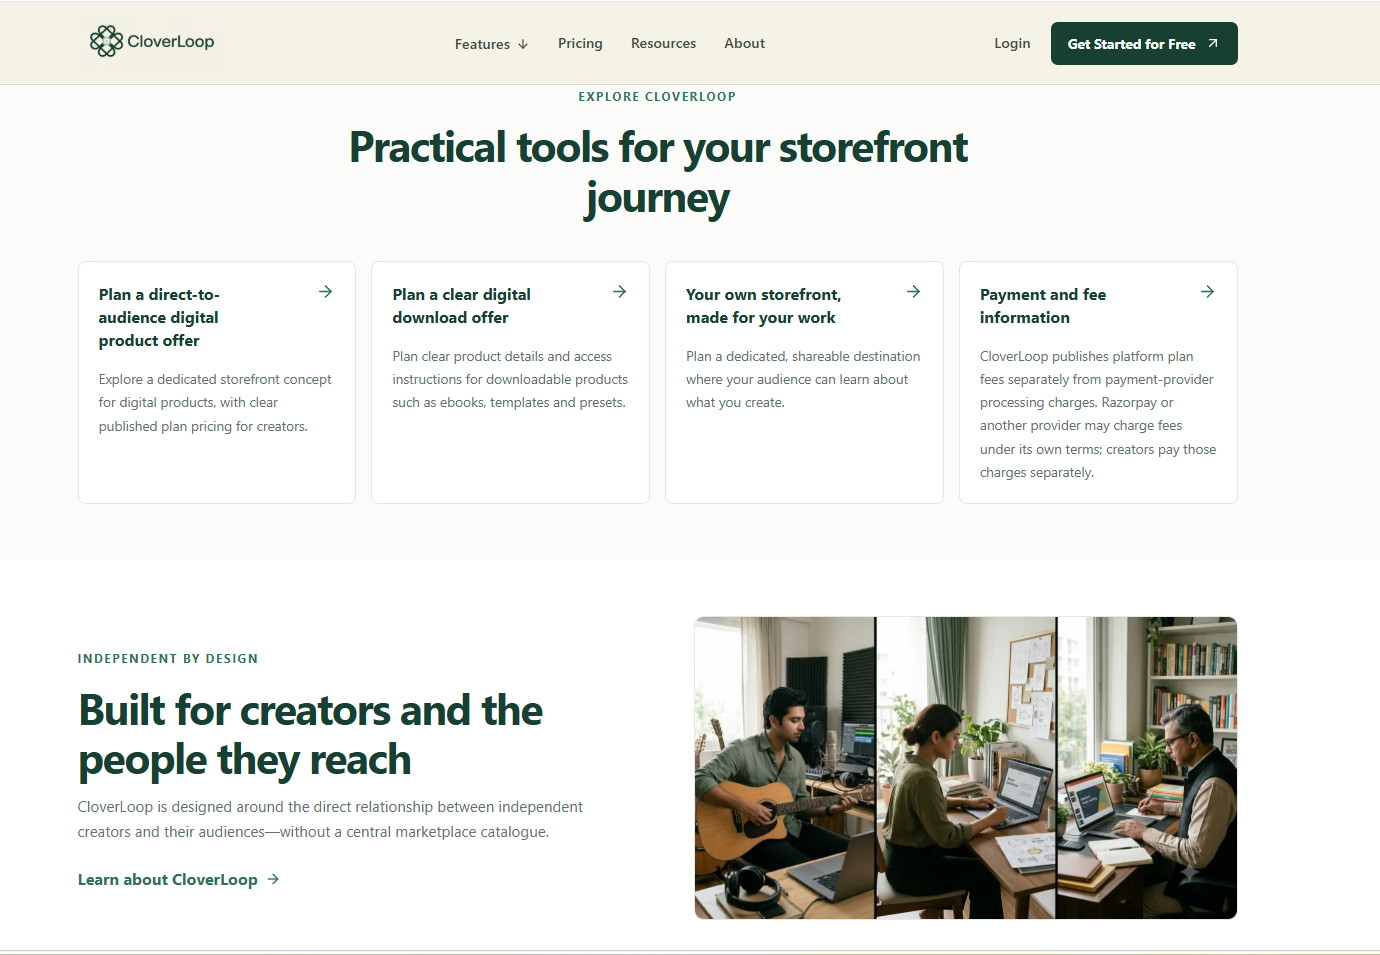 CloverLoop
Features
Pricing
Resources
About
Login
Get Started for Free
EXPLORE CLOVERLOOP
Practical tools for your storefront
journey
Plan a direct-to-
audience digital
product offer
Explore a dedicated storefront concept
for digital products, with clear
published plan pricing for creators.
Plan a clear digital
download offer
Plan clear product details and access
instructions for downloadable products
such as ebooks, templates and presets.
Your own storefront,
made for your work
Plan a dedicated, shareable destination
where your audience can learn about
what you create.
Payment and fee
information
CloverLoop publishes platform plan
fees separately from payment-provider
processing charges. Razorpay or
another provider may charge fees
under its own terms; creators pay those
charges separately.
INDEPENDENT BY DESIGN
Built for creators and the
people they reach
CloverLoop is designed around the direct relationship between independent
creators and their audiences—without a central marketplace catalogue.
Learn about CloverLoop